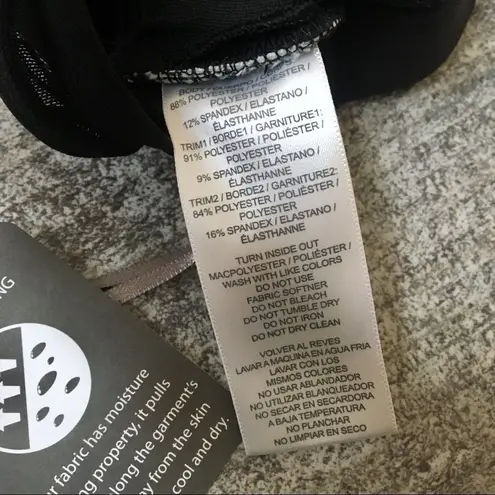 BODY
88% POLYESTER / POLIÉSTER /
POLYESTER
12% SPANDEX / ELASTANO /
ÉLASTHANNE
TRIM1 / BORDE1 / GARNITURE1:
91% POLYESTER / POLIÉSTER /
POLYESTER
9% SPANDEX / ELASTANO /
ÉLASTHANNE
TRIM2 / BORDE2 / GARNITURE2:
84% POLYESTER / POLIÉSTER /
POLYESTER
16% SPANDEX / ELASTANO /
ÉLASTHANNE
TURN INSIDE OUT
MACPOLYESTER / POLIÉSTER /
WASH WITH LIKE COLORS
DO NOT USE
FABRIC SOFTNER
DO NOT BLEACH
DO NOT TUMBLE DRY
DO NOT IRON
DO NOT DRY CLEAN
VOLVER AL REVES
LAVAR A MAQUINA EN AGUA FRIA
LAVAR CON LOS
MISMOS COLORES
NO USAR ABLANDADOR
NO UTILIZAR BLANQUEADOR
NO SECAR EN SECARDORA
A BAJA TEMPERATURA
NO PLANCHAR
NO LIMPIAR EN SECO
NG
r fabric has moisture
ng property, it pulls
long the garment's
y from the skin
cool and dry.